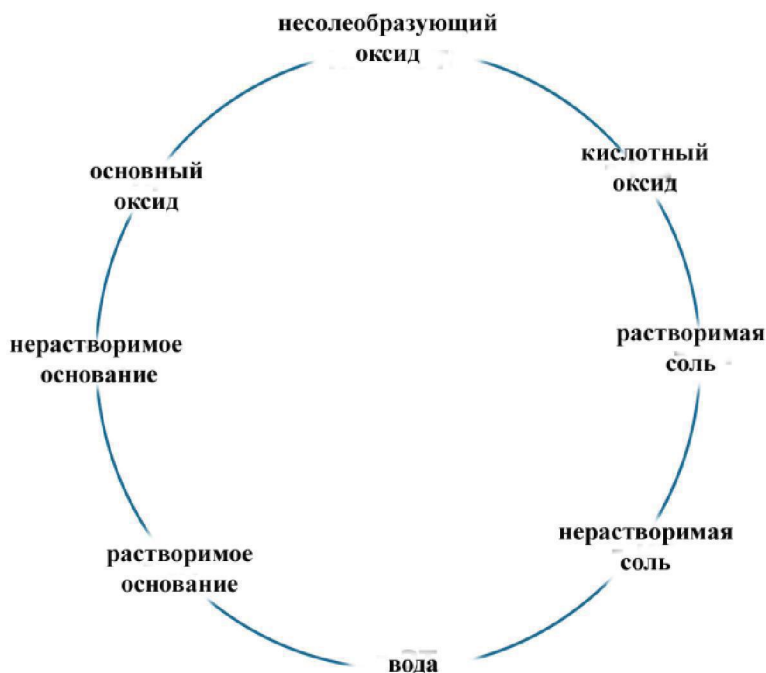 несолеобразующий
оксид
кислотный
оксид
основный
оксид
растворимая
соль
нерастворимое
основание
нерастворимая
соль
растворимое
основание
вода